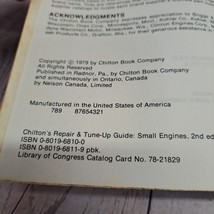 ACKNOWLEDGMENTS
Copyright © 1979 by Chilton Book Company
All Rights Reserved
Published in Radnor, Pa., by Chilton Book Company
and simultaneously in Ontario, Canada
by Nelson Canada, Limited
Manufactured in the United States of America
789 87654321
Chilton's Repair & Tune-Up Guide: Small Engines, 2nd edi
ISBN 0-8019-6810-0
ISBN 0-8019-6811-9 pbk.
Library of Congress Catalog Card No. 78-21829